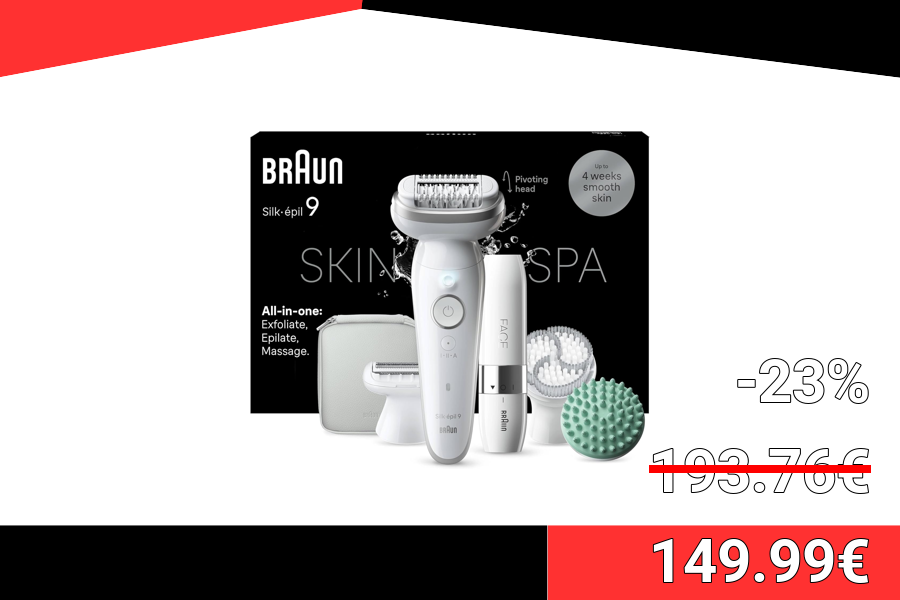 BRAUN
Silk·épil 9
Pivoting
head
Up to
4 weeks
smooth
skin
SKIN SPA
All-in-one:
Exfoliate,
Epilate,
Massage.
FACE
BRAUN
Silk·épil 9
BRAUN
-23%
193.76€
149.99€